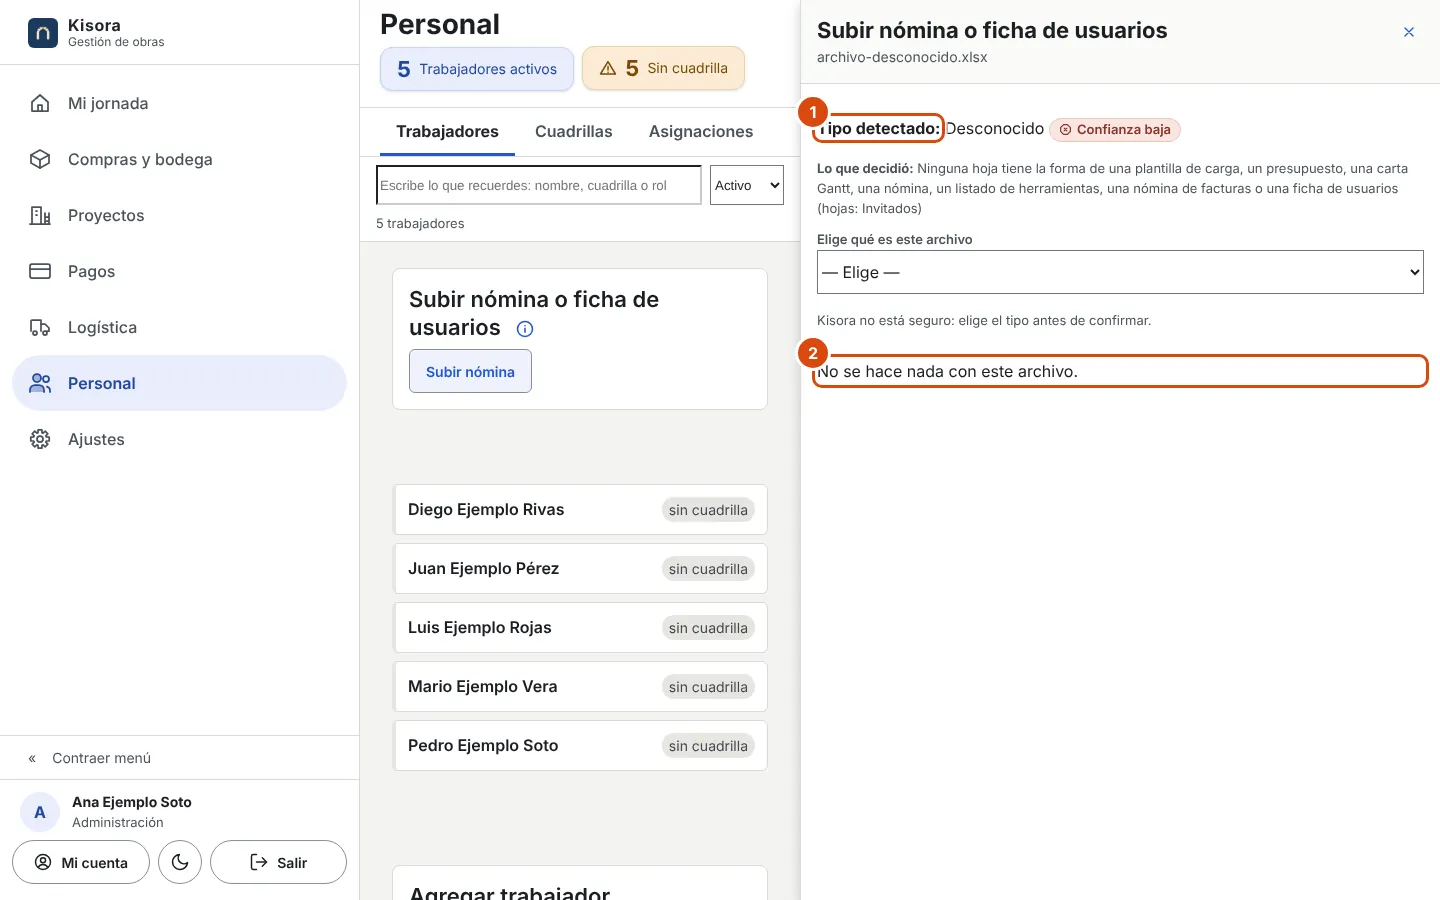 Kisora
Gestión de obras
Mi jornada
Compras y bodega
Proyectos
Pagos
Logística
Personal
Ajustes
« Contraer menú
A
Ana Ejemplo Soto
Administración
Mi cuenta
Salir
Personal
5 Trabajadores activos
5 Sin cuadrilla
Trabajadores Cuadrillas Asignaciones
Escribe lo que recuerdes: nombre, cuadrilla o rol
Activo
5 trabajadores
Subir nómina o ficha de
usuarios
Subir nómina
Diego Ejemplo Rivas sin cuadrilla
Juan Ejemplo Pérez sin cuadrilla
Luis Ejemplo Rojas sin cuadrilla
Mario Ejemplo Vera sin cuadrilla
Pedro Ejemplo Soto sin cuadrilla
Agregar trabajador
Subir nómina o ficha de usuarios
archivo-desconocido.xlsx
1
Tipo detectado: Desconocido Confianza baja
Lo que decidió: Ninguna hoja tiene la forma de una plantilla de carga, un presupuesto, una carta
Gantt, una nómina, un listado de herramientas, una nómina de facturas o una ficha de usuarios
(hojas: Invitados)
Elige qué es este archivo
— Elige —
Kisora no está seguro: elige el tipo antes de confirmar.
2
No se hace nada con este archivo.